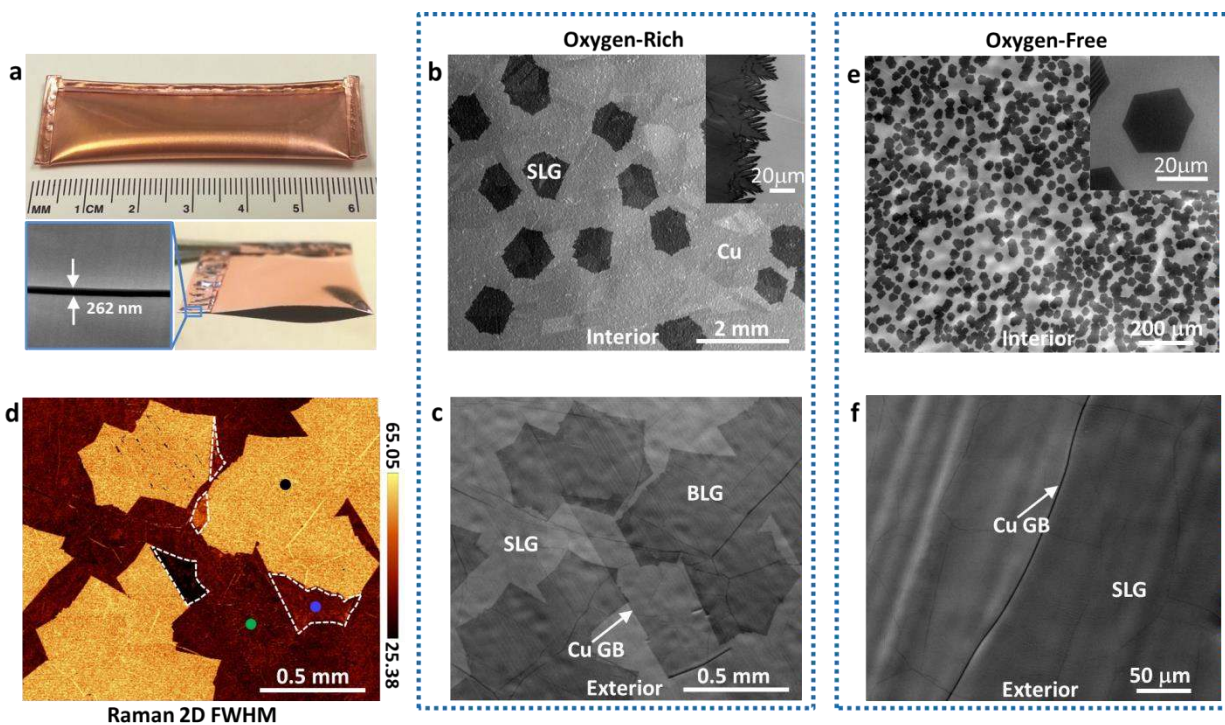 Oxygen-Rich
Oxygen-Free
a
MM 1 CM 2 3 4 5 6
262 nm
b
SLG
20μm
Cu
Interior
2 mm
e
20μm
Interior
200 μm
d
65.05
25.38
0.5 mm
Raman 2D FWHM
c
BLG
SLG
Cu GB
0.5 mm
Exterior
f
Cu GB
SLG
Exterior
50 μm